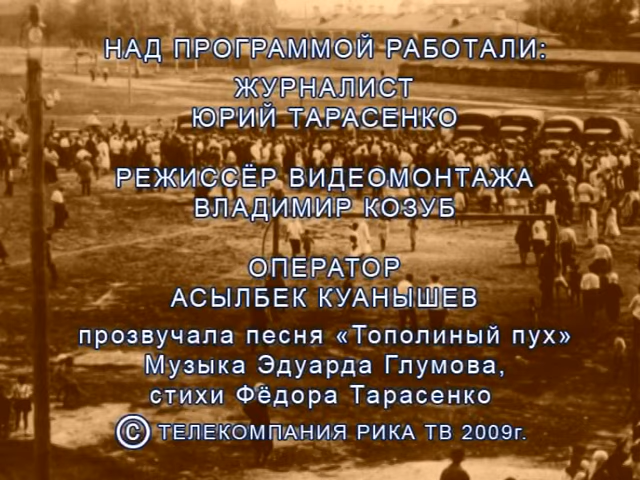 НАД ПРОГРАММОЙ РАБОТАЛИ:
ЖУРНАЛИСТ
ЮРИЙ ТАРАСЕНКО
РЕЖИССЁР ВИДЕОМОНТАЖА
ВЛАДИМИР КОЗУБ
ОПЕРАТОР
АСЫЛБЕК КУАНЫШЕВ
прозвучала песня «Тополиный пух»
Музыка Эдуарда Глумова,
стихи Фёдора Тарасенко
© ТЕЛЕКОМПАНИЯ РИКА ТВ 2009г.